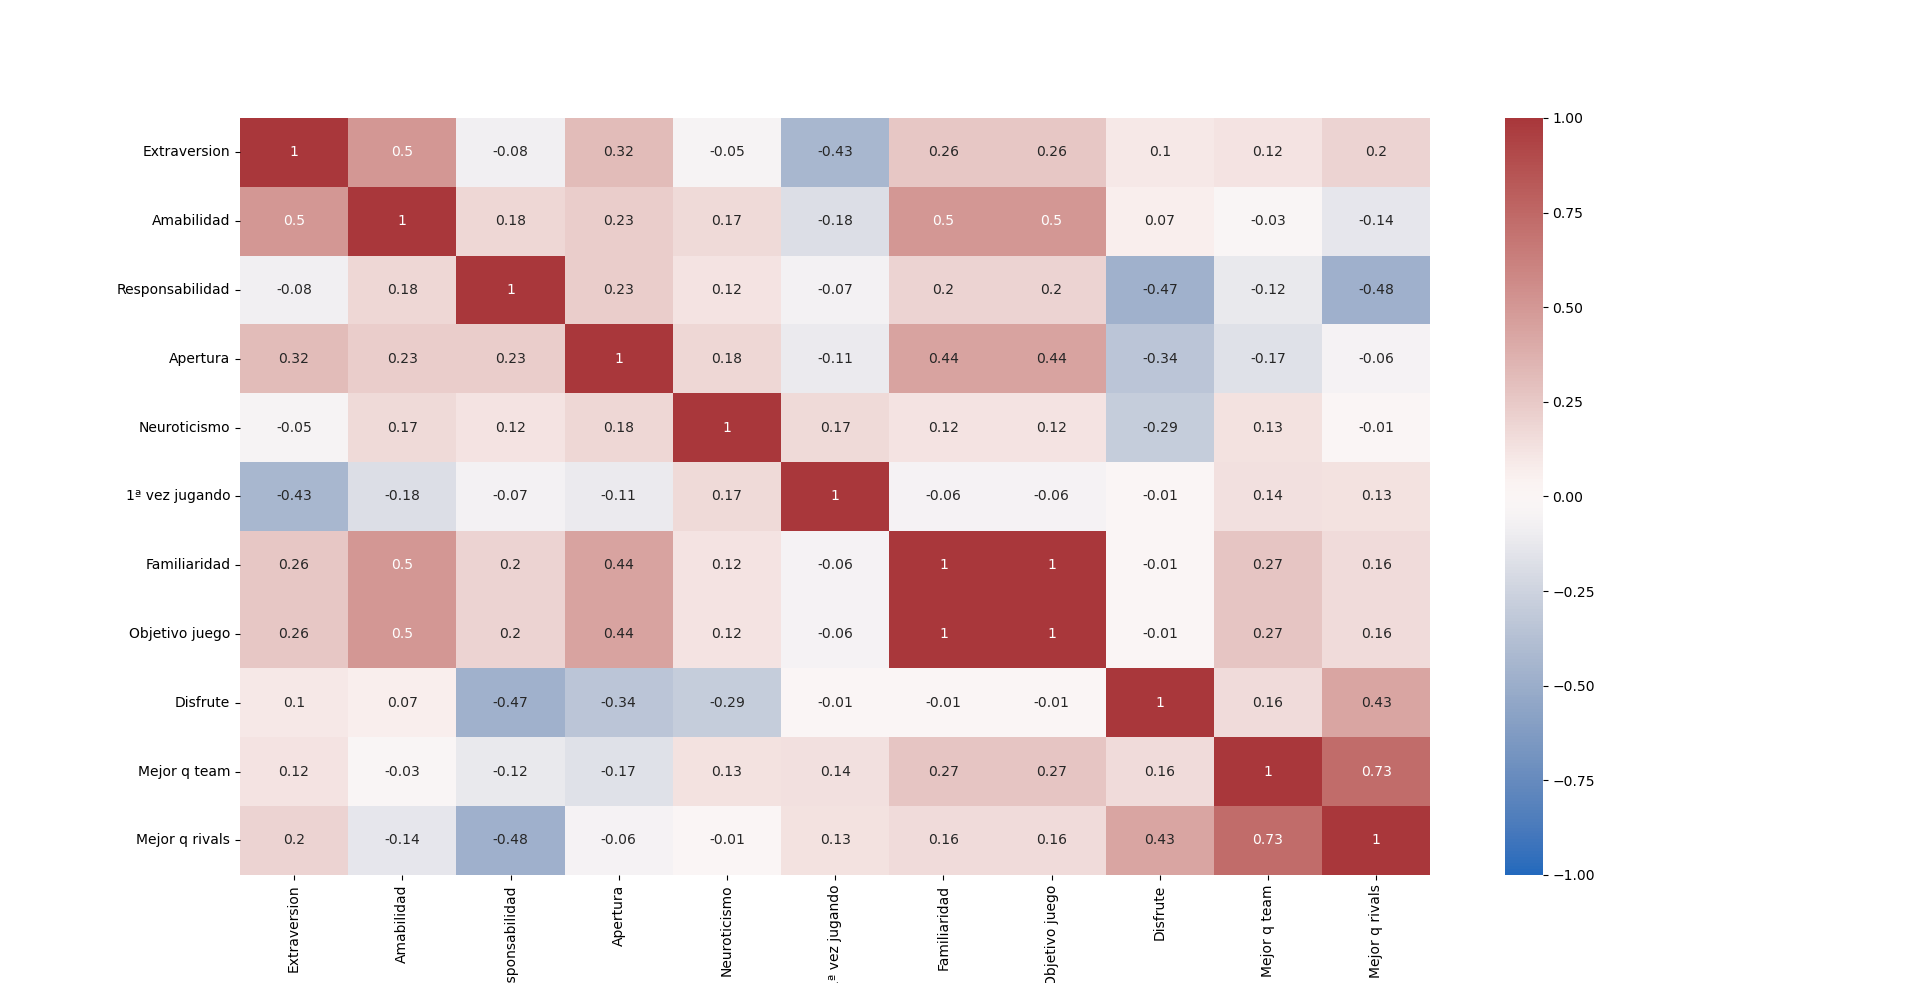 Extraversion 1 0.5 -0.08 0.32 -0.05 -0.43 0.26 0.26 0.1 0.12 0.2
Amabilidad 0.5 1 0.18 0.23 0.17 -0.18 0.5 0.5 0.07 -0.03 -0.14
Responsabilidad -0.08 0.18 1 0.23 0.12 -0.07 0.2 0.2 -0.47 -0.12 -0.48
Apertura 0.32 0.23 0.23 1 0.18 -0.11 0.44 0.44 -0.34 -0.17 -0.06
Neuroticismo -0.05 0.17 0.12 0.18 1 0.17 0.12 0.12 -0.29 0.13 -0.01
1ª vez jugando -0.43 -0.18 -0.07 -0.11 0.17 1 -0.06 -0.06 -0.01 0.14 0.13
Familiaridad 0.26 0.5 0.2 0.44 0.12 -0.06 1 1 -0.01 0.27 0.16
Objetivo juego 0.26 0.5 0.2 0.44 0.12 -0.06 1 1 -0.01 0.27 0.16
Disfrute 0.1 0.07 -0.47 -0.34 -0.29 -0.01 -0.01 -0.01 1 0.16 0.43
Mejor q team 0.12 -0.03 -0.12 -0.17 0.13 0.14 0.27 0.27 0.16 1 0.73
Mejor q rivals 0.2 -0.14 -0.48 -0.06 -0.01 0.13 0.16 0.16 0.43 0.73 1
Extraversion
Amabilidad
sponsabilidad
Apertura
Neuroticismo
ª vez jugando
Familiaridad
Objetivo juego
Disfrute
Mejor q team
Mejor q rivals
1.00
0.75
0.50
0.25
0.00
−0.25
−0.50
−0.75
−1.00